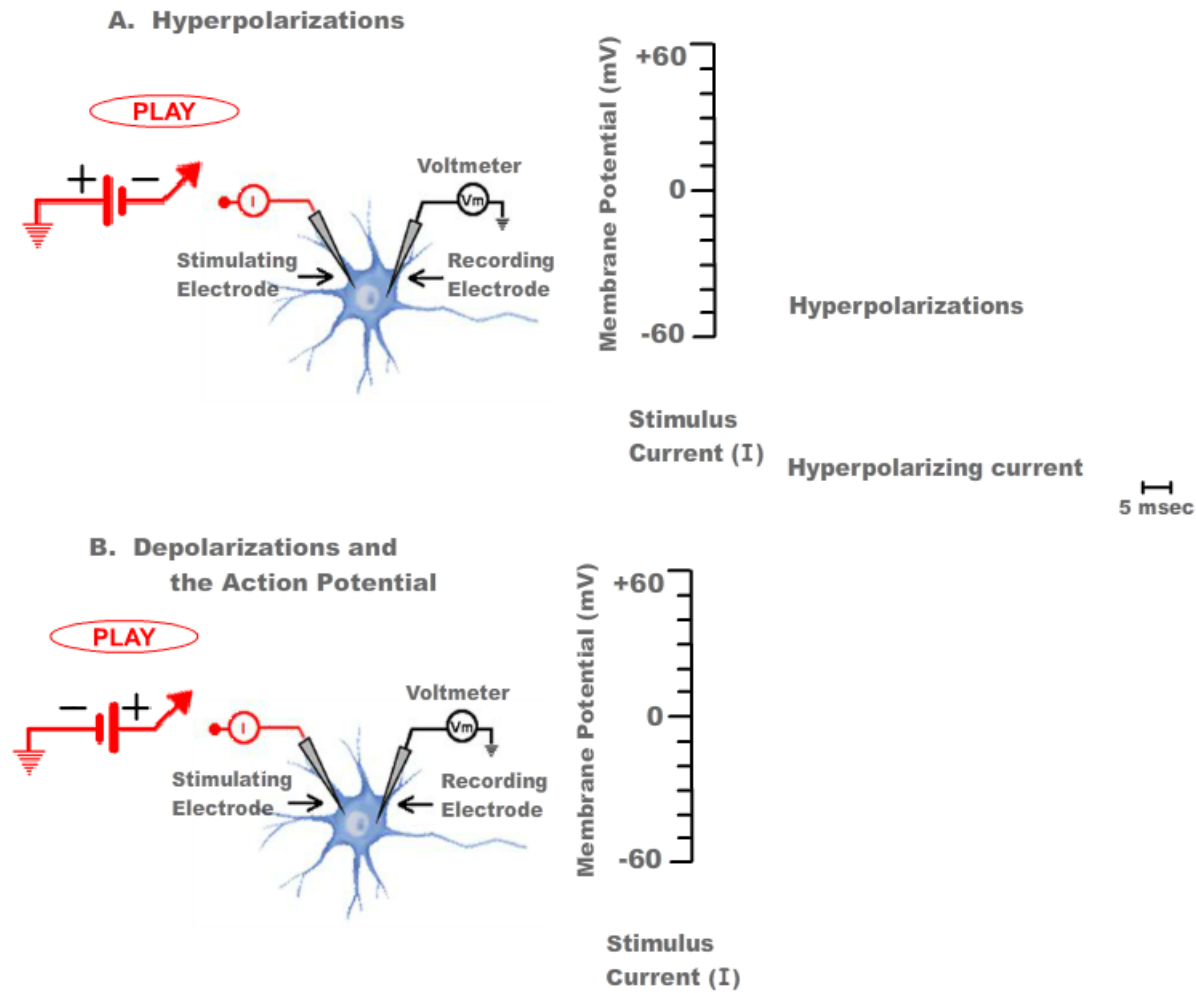 A. Hyperpolarizations
PLAY
+ −
I
Voltmeter
Vm
Stimulating
Electrode
Recording
Electrode
Membrane Potential (mV)
+60
0
-60
Hyperpolarizations
Stimulus
Current (I)
Hyperpolarizing current
5 msec
B. Depolarizations and
the Action Potential
PLAY
− +
I
Voltmeter
Vm
Stimulating
Electrode
Recording
Electrode
Membrane Potential (mV)
+60
0
-60
Stimulus
Current (I)